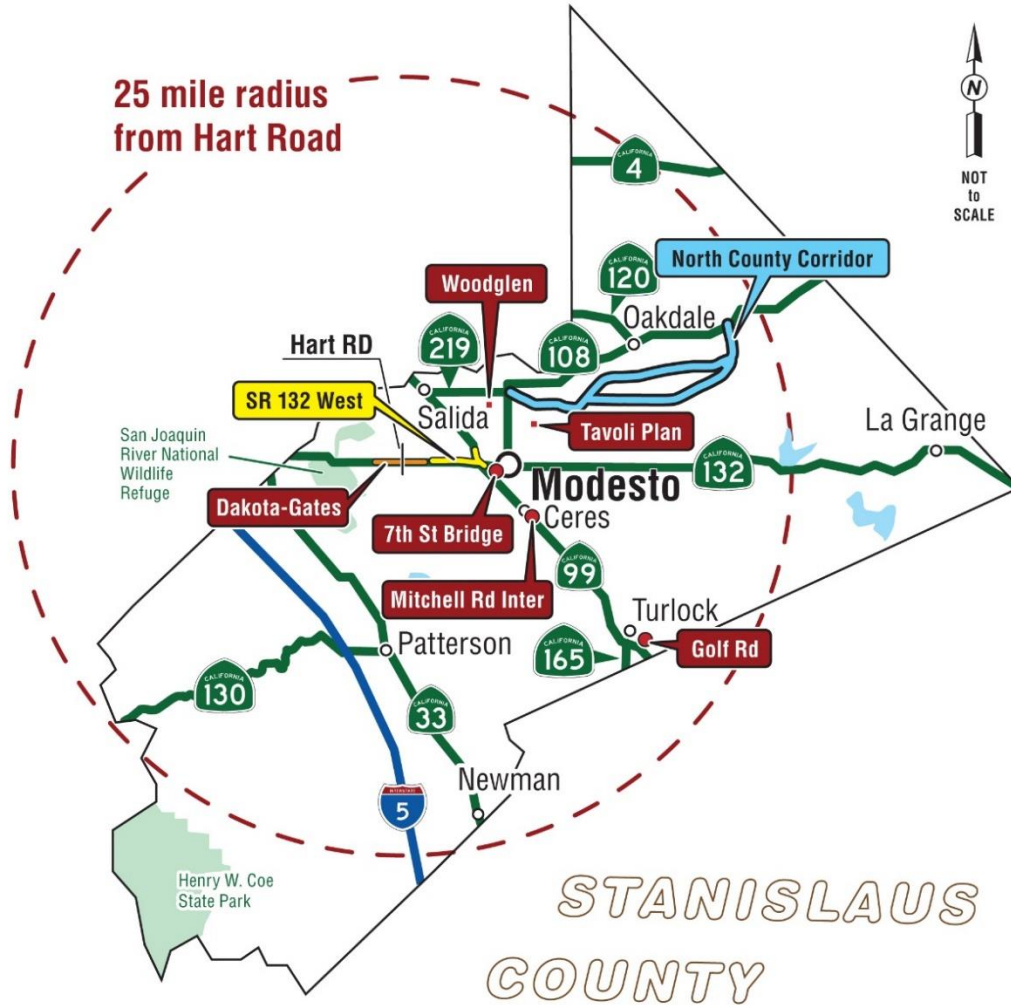 25 mile radius
from Hart Road
N
NOT
to
SCALE
CALIFORNIA
4
North County Corridor
CALIFORNIA
120
Woodglen
Oakdale
Hart RD
CALIFORNIA
219
CALIFORNIA
108
SR 132 West
Salida
Tavoli Plan
La Grange
San Joaquin
River National
Wildlife
Refuge
CALIFORNIA
132
Modesto
Dakota-Gates
7th St Bridge
Ceres
CALIFORNIA
99
Mitchell Rd Inter
Turlock
Patterson
CALIFORNIA
165
Golf Rd
CALIFORNIA
130
CALIFORNIA
33
Newman
INTERSTATE
5
Henry W. Coe
State Park
STANISLAUS
COUNTY